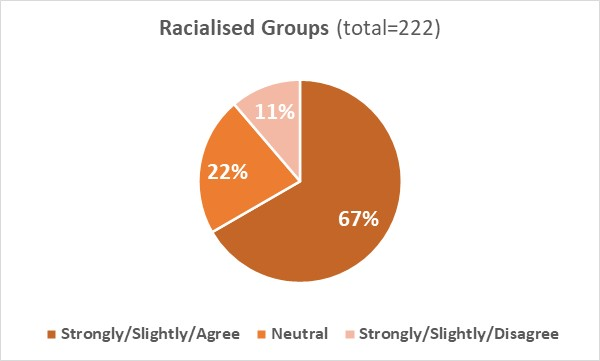 Racialised Groups (total=222)
11%
22%
67%
Strongly/Slightly/Agree Neutral Strongly/Slightly/Disagree